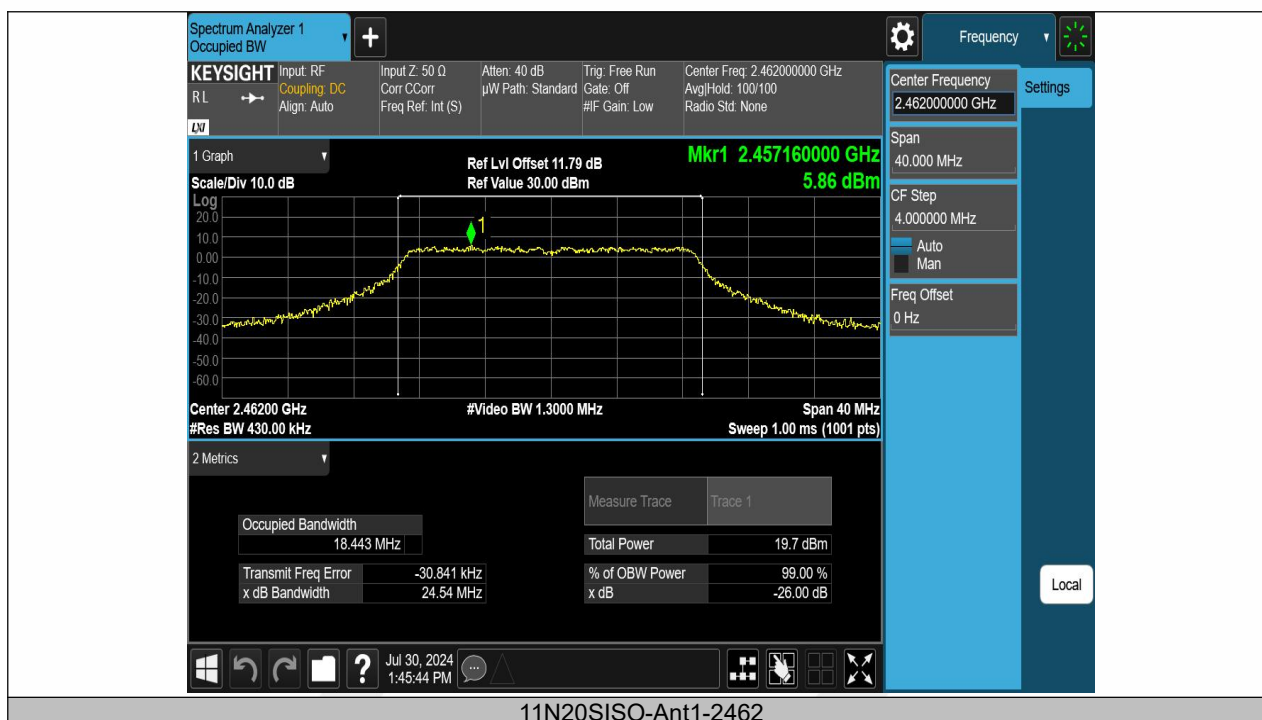 Spectrum Analyzer 1
Occupied BW
+
Frequency
KEYSIGHT
RL
LXI
Input: RF
Coupling: DC
Align: Auto
Input Z: 50 Ω
Corr CCorr
Freq Ref: Int (S)
Atten: 40 dB
µW Path: Standard
Trig: Free Run
Gate: Off
#IF Gain: Low
Center Freq: 2.462000000 GHz
Avg|Hold: 100/100
Radio Std: None
Center Frequency
2.462000000 GHz
Settings
Span
40.000 MHz
CF Step
4.000000 MHz
Auto
Man
Freq Offset
0 Hz
Local
1 Graph
Scale/Div 10.0 dB
Ref Lvl Offset 11.79 dB
Ref Value 30.00 dBm
Mkr1 2.457160000 GHz
5.86 dBm
Log
20.0
10.0
0.00
-10.0
-20.0
-30.0
-40.0
-50.0
-60.0
1
Center 2.46200 GHz
#Video BW 1.3000 MHz
Span 40 MHz
#Res BW 430.00 kHz
Sweep 1.00 ms (1001 pts)
2 Metrics
Measure Trace Trace 1
Occupied Bandwidth
18.443 MHz
Total Power 19.7 dBm
Transmit Freq Error -30.841 kHz
% of OBW Power 99.00 %
x dB Bandwidth 24.54 MHz
x dB -26.00 dB
?
Jul 30, 2024
1:45:44 PM
11N20SISO-Ant1-2462